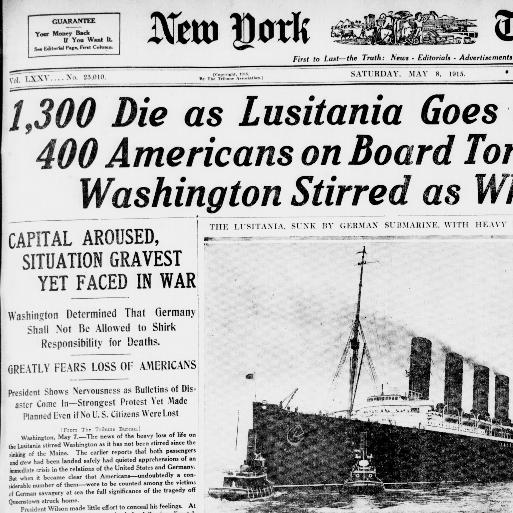 GUARANTEE
Your Money Back
If You Want It.
See Editorial Page, First Column.
New York
First to Last—the Truth: News - Editorials - Advertisements
Vol. LXXV....No. 25,010.
[Copyright, 1915,
By The Tribune Association.]
SATURDAY, MAY 8, 1915.
1,300 Die as Lusitania Goes
400 Americans on Board Tor
Washington Stirred as W
THE LUSITANIA, SUNK BY GERMAN SUBMARINE, WITH HEAVY
CAPITAL AROUSED,
SITUATION GRAVEST
YET FACED IN WAR
Washington Determined That Germany
Shall Not Be Allowed to Shirk
Responsibility for Deaths.
GREATLY FEARS LOSS OF AMERICANS
President Shows Nervousness as Bulletins of Dis-
aster Come In—Strongest Protest Yet Made
Planned Even if No U. S. Citizens Were Lost
[From The Tribune Bureau.]
Washington, May 7.—The news of the heavy loss of life on
the Lusitania stirred Washington as it has not been stirred since the
sinking of the Maine. The earlier reports that both passengers
and crew had been landed safely had quieted apprehensions of an
immediate crisis in the relations of the United States and Germany.
But when it became clear that Americans—undoubtedly a con-
siderable number of them—were to be counted among the victims
of German savagery at sea the full significance of the tragedy off
Queenstown struck home.
President Wilson made little effort to conceal his feelings. At